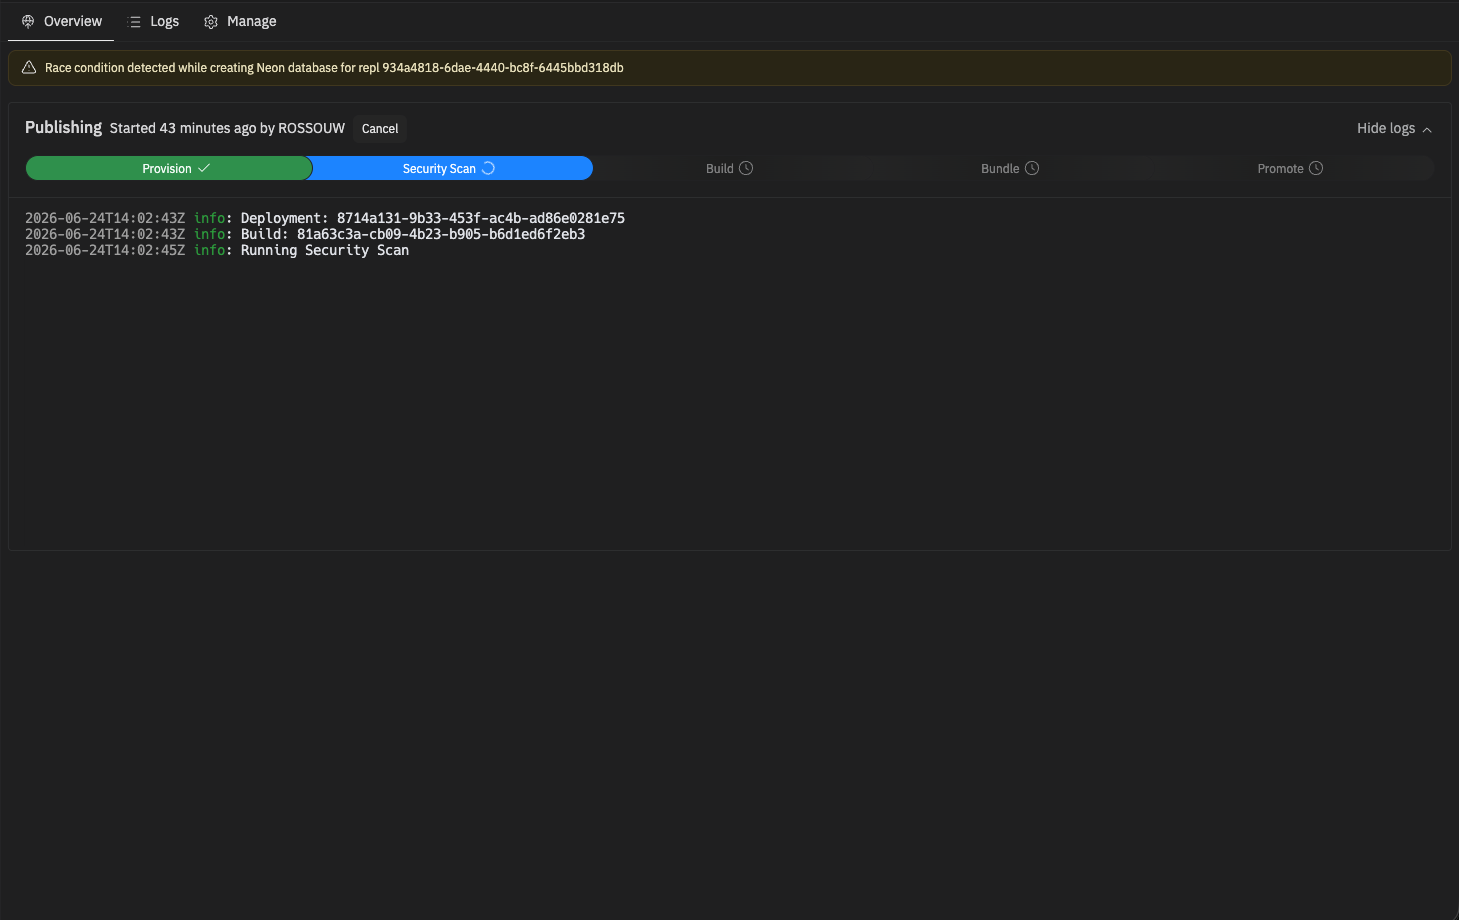 Overview Logs Manage
Race condition detected while creating Neon database for repl 934a4818-6dae-4440-bc8f-6445bbd318db
Publishing Started 43 minutes ago by ROSSOUW Cancel Hide logs
Provision Security Scan Build Bundle Promote
2026-06-24T14:02:43Z info: Deployment: 8714a131-9b33-453f-ac4b-ad86e0281e75
2026-06-24T14:02:43Z info: Build: 81a63c3a-cb09-4b23-b905-b6d1ed6f2eb3
2026-06-24T14:02:45Z info: Running Security Scan